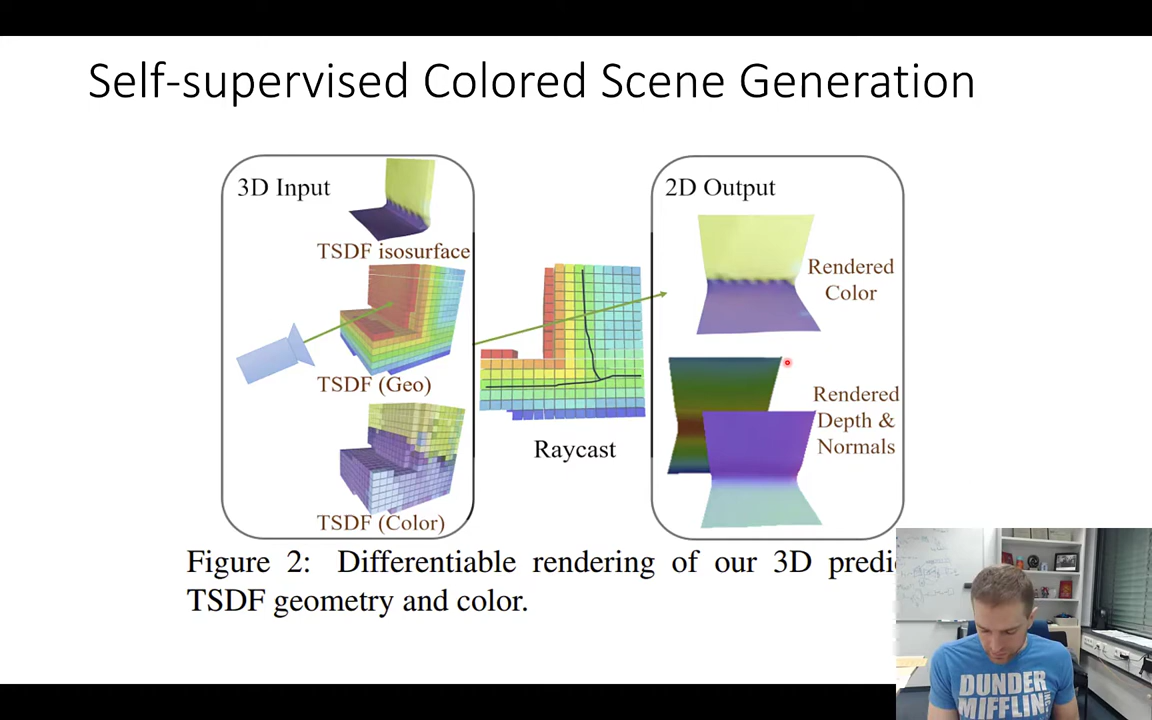 Self-supervised Colored Scene Generation
3D Input
TSDF isosurface
TSDF (Geo)
TSDF (Color)
Raycast
2D Output
Rendered
Color
Rendered
Depth &
Normals
Figure 2: Differentiable rendering of our 3D predi
TSDF geometry and color.
DUNDER
MIFFLIN